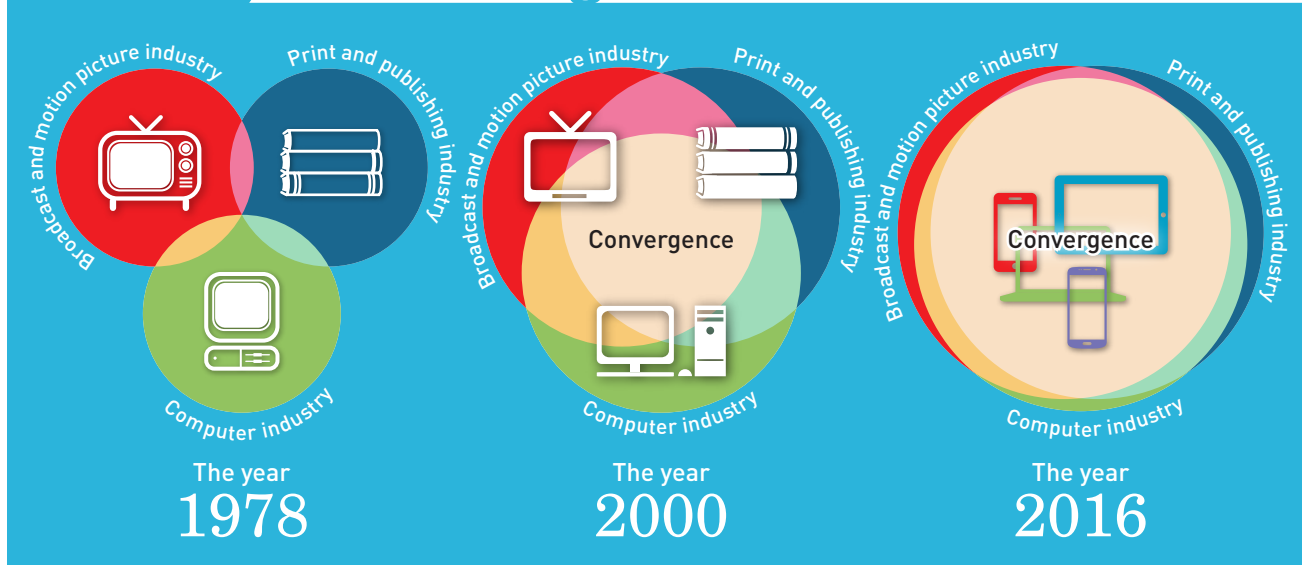 Broadcast and motion picture industry
Print and publishing industry
Computer industry
The year
1978
Broadcast and motion picture industry
Print and publishing industry
Convergence
Computer industry
The year
2000
Broadcast and motion picture industry
Print and publishing industry
Convergence
Computer industry
The year
2016